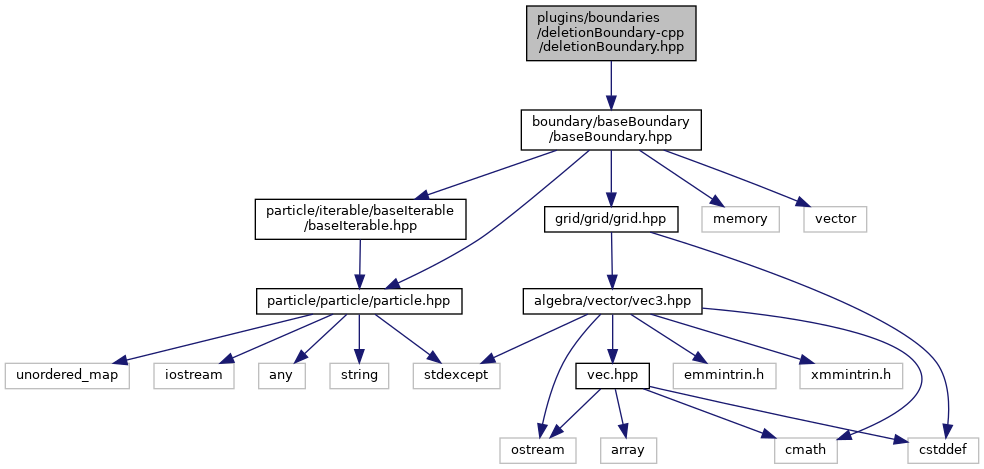 plugins/boundaries
/deletionBoundary-cpp
/deletionBoundary.hpp
boundary/baseBoundary
/baseBoundary.hpp
particle/iterable/baseIterable
/baseIterable.hpp
grid/grid/grid.hpp
memory
vector
particle/particle/particle.hpp
algebra/vector/vec3.hpp
unordered_map
iostream
any
string
stdexcept
vec.hpp
emmintrin.h
xmmintrin.h
ostream
array
cmath
cstddef